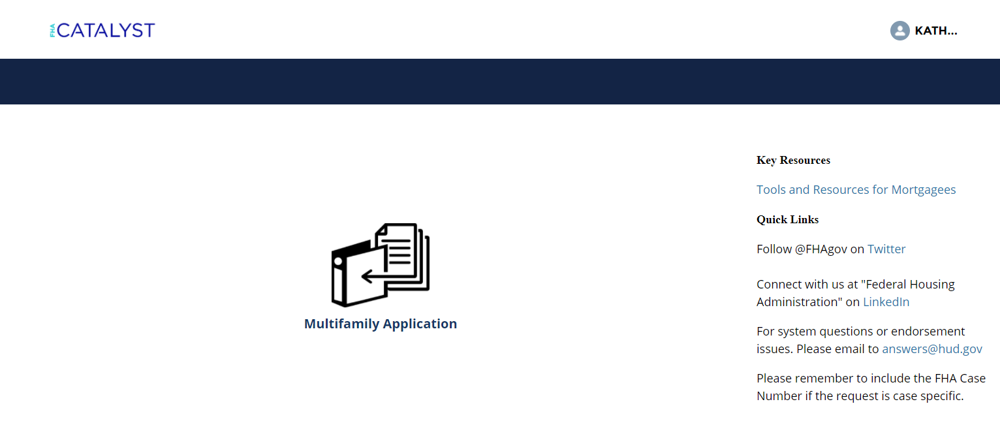 FHA CATALYST
KATH...
Multifamily Application
Key Resources
Tools and Resources for Mortgagees
Quick Links
Follow @FHAgov on Twitter
Connect with us at "Federal Housing
Administration" on LinkedIn
For system questions or endorsement
issues. Please email to answers@hud.gov
Please remember to include the FHA Case
Number if the request is case specific.